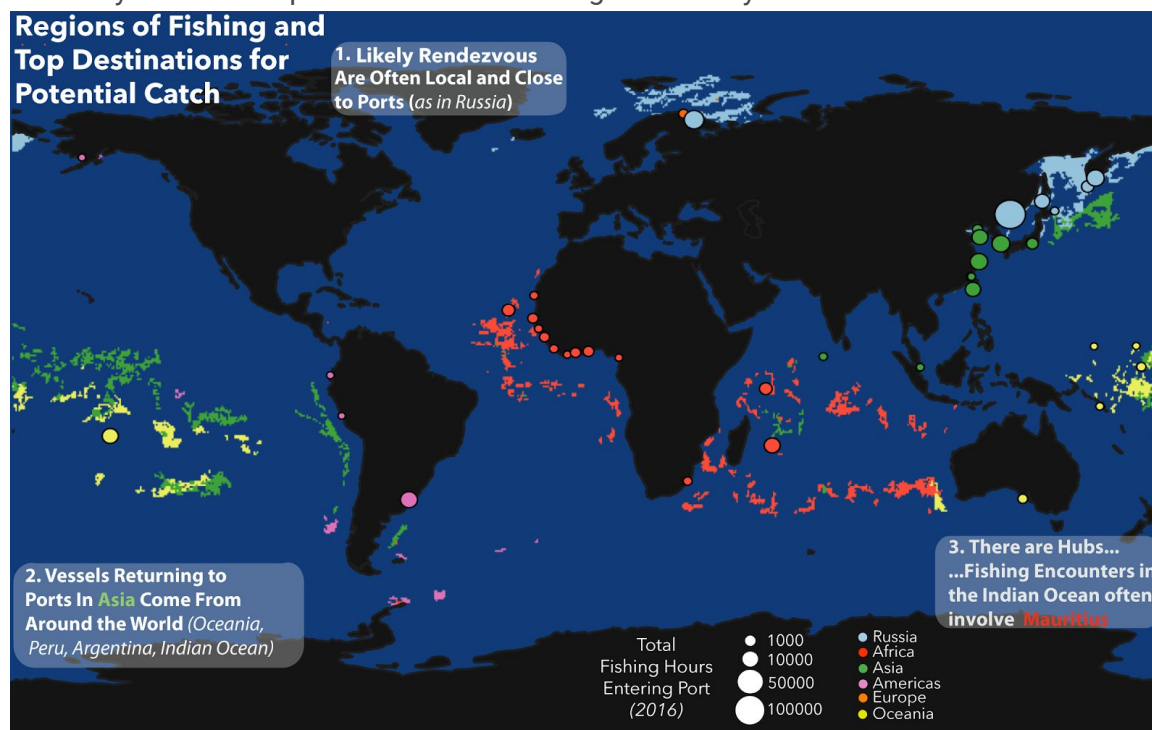 Regions of Fishing and
Top Destinations for
Potential Catch
1. Likely Rendezvous
Are Often Local and Close
to Ports (as in Russia)
2. Vessels Returning to
Ports In Asia Come From
Around the World (Oceania,
Peru, Argentina, Indian Ocean)
3. There are Hubs...
...Fishing Encounters in
the Indian Ocean often
involve Mauritius
Total
Fishing Hours
Entering Port
(2016)
1000
10000
50000
100000
Russia
Africa
Asia
Americas
Europe
Oceania